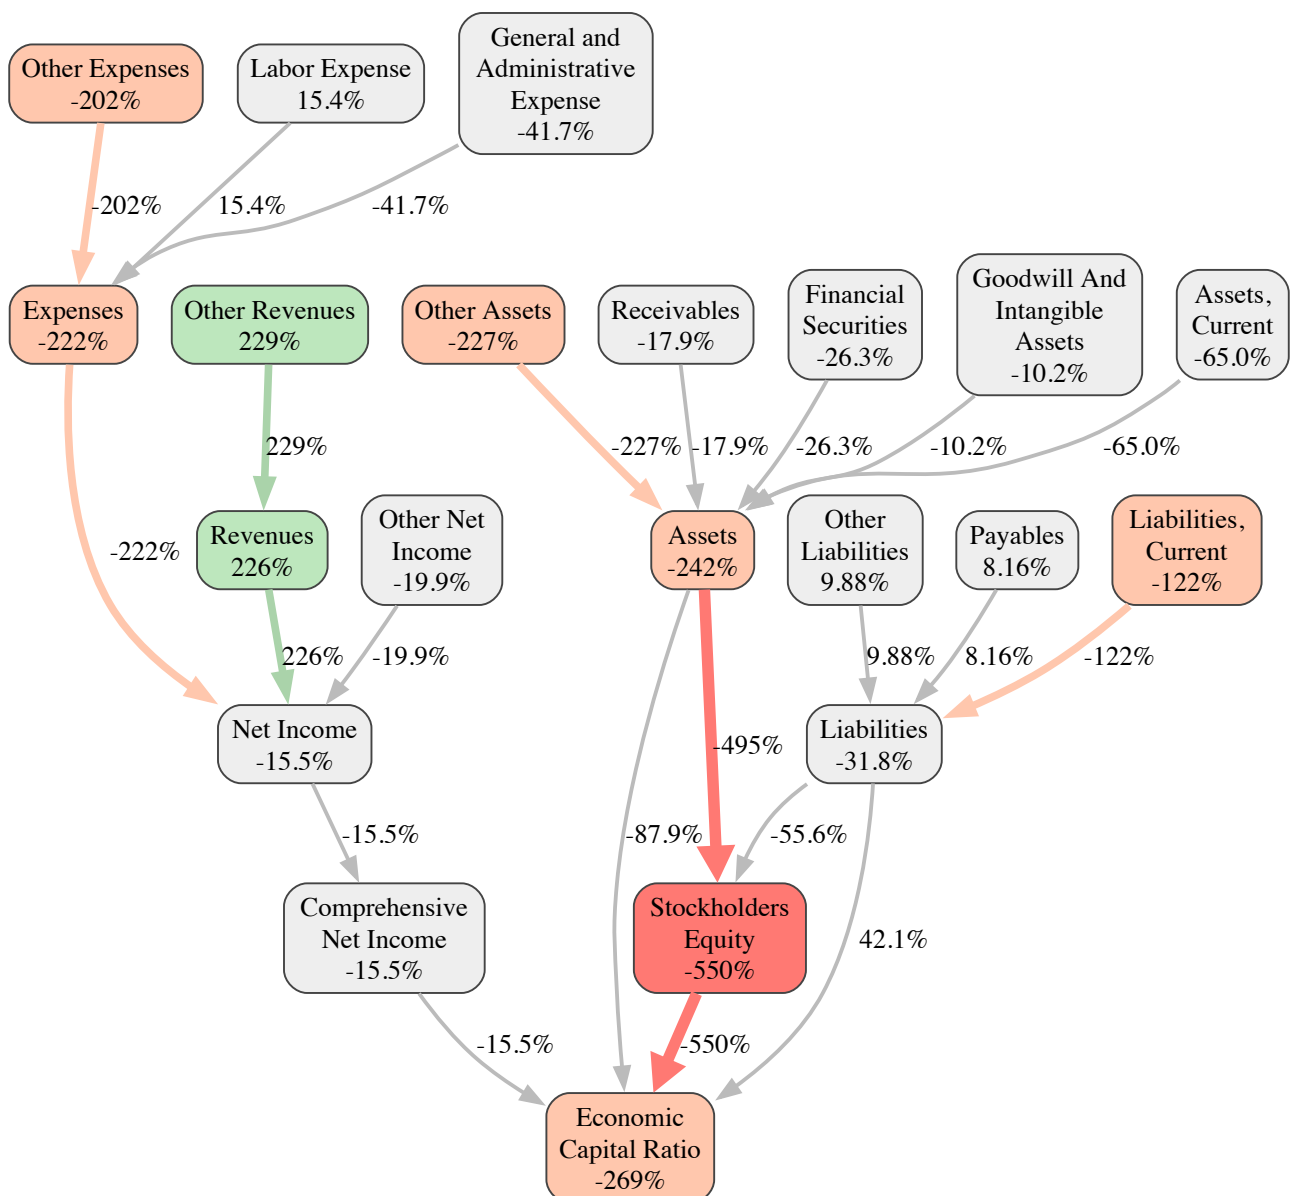 Other Expenses
-202%
Labor Expense
15.4%
General and
Administrative
Expense
-41.7%
-202%
15.4%
-41.7%
Expenses
-222%
Other Revenues
229%
Other Assets
-227%
Receivables
-17.9%
Financial
Securities
-26.3%
Goodwill And
Intangible
Assets
-10.2%
Assets,
Current
-65.0%
229%
-227%
-17.9%
-26.3%
-10.2%
-65.0%
-222%
Revenues
226%
Other Net
Income
-19.9%
Assets
-242%
Other
Liabilities
9.88%
Payables
8.16%
Liabilities,
Current
-122%
226%
-19.9%
9.88%
8.16%
-122%
Net Income
-15.5%
-495%
Liabilities
-31.8%
-15.5%
-87.9%
-55.6%
Comprehensive
Net Income
-15.5%
Stockholders
Equity
-550%
42.1%
-15.5%
-550%
Economic
Capital Ratio
-269%